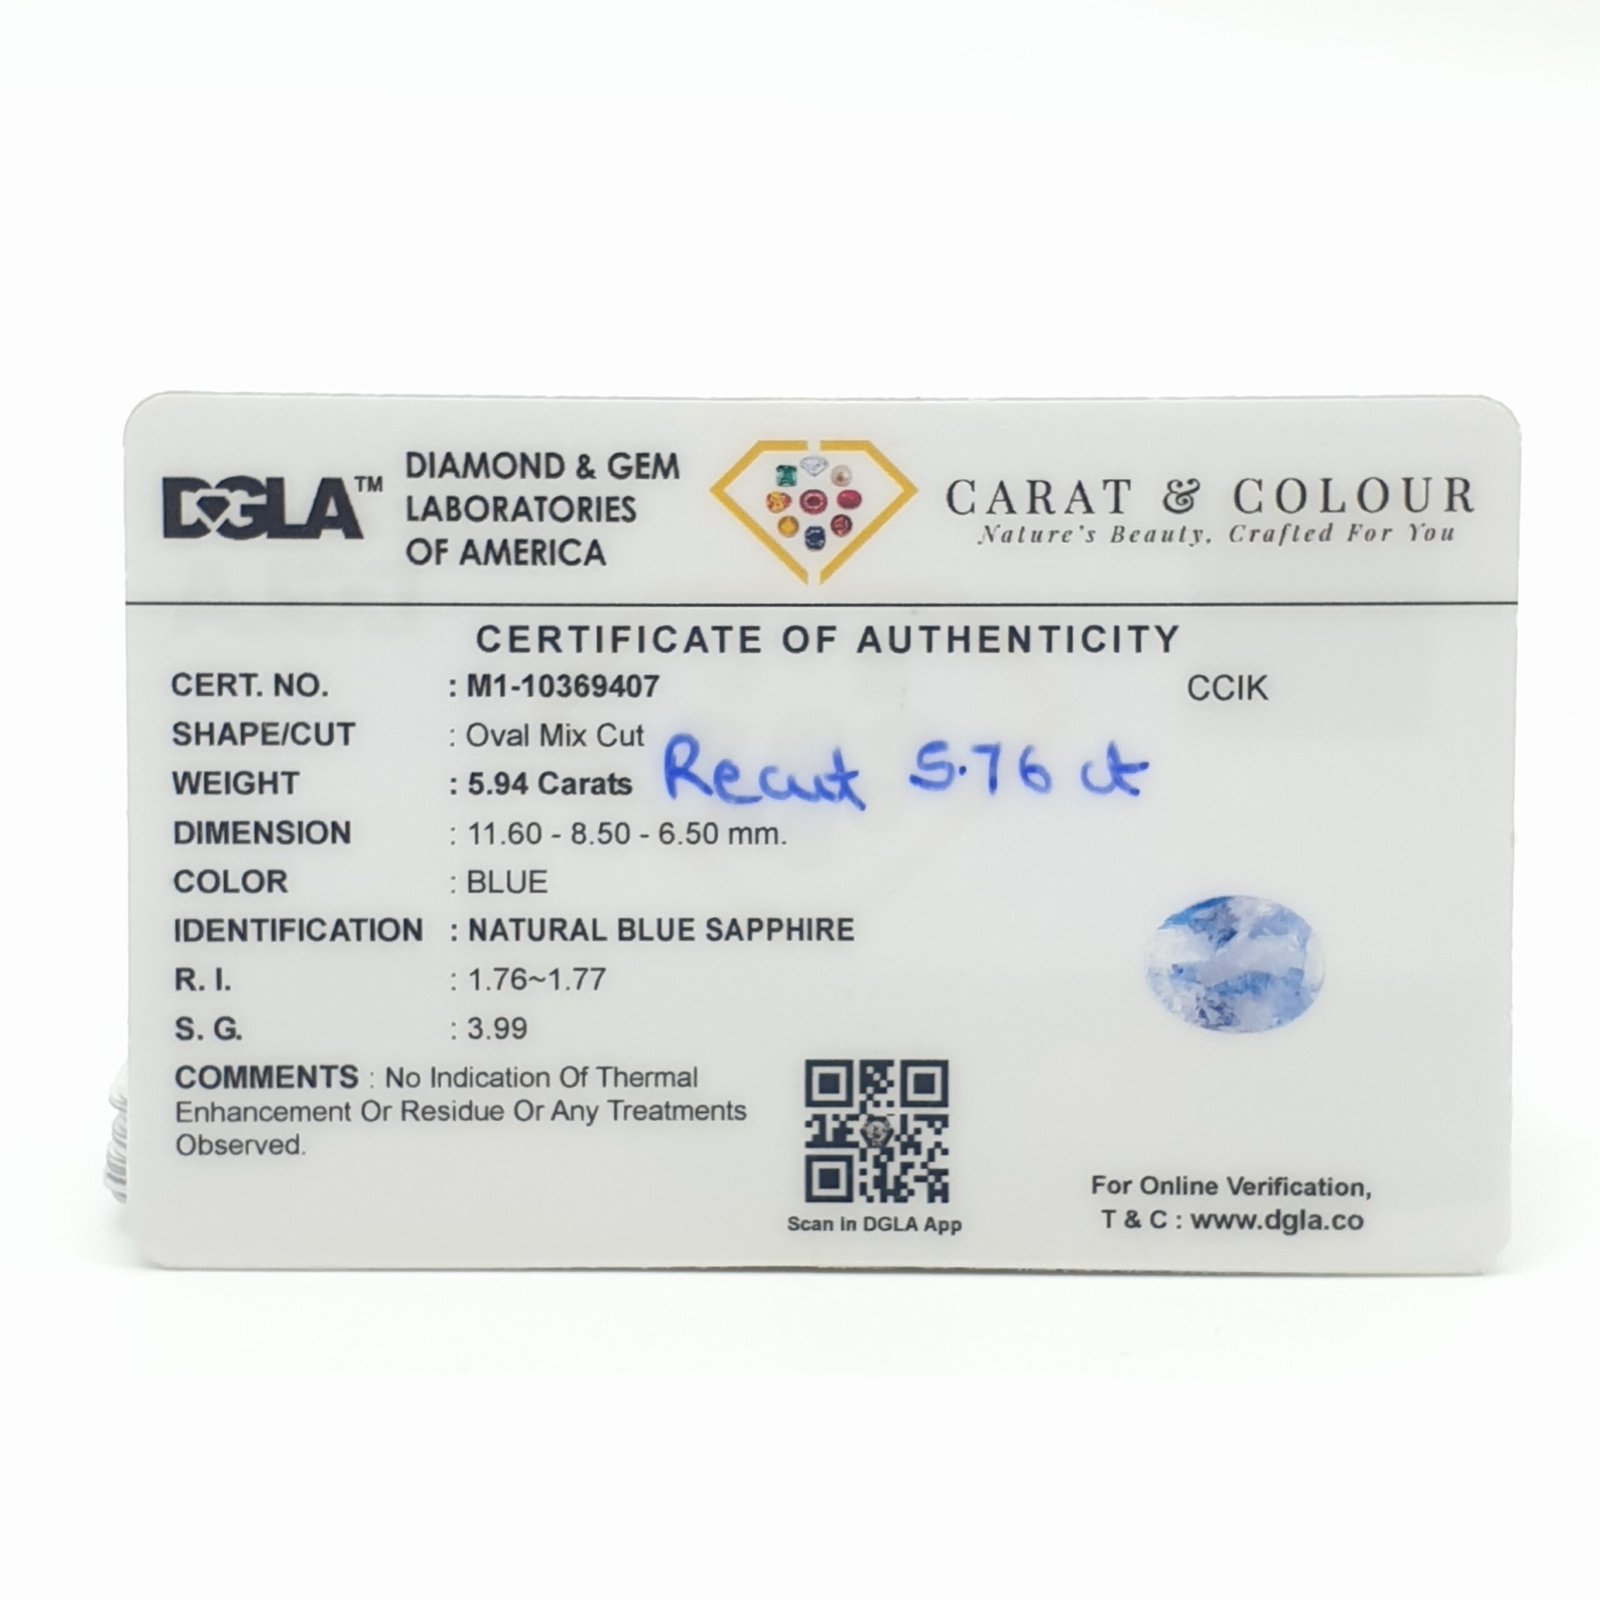 DGLA™
DIAMOND & GEM
LABORATORIES
OF AMERICA
CARAT & COLOUR
Nature's Beauty, Crafted For You
CERTIFICATE OF AUTHENTICITY
CERT. NO. : M1-10369407 CCIK
SHAPE/CUT : Oval Mix Cut
WEIGHT : 5.94 Carats Recut 5.76 ct
DIMENSION : 11.60 - 8.50 - 6.50 mm.
COLOR : BLUE
IDENTIFICATION : NATURAL BLUE SAPPHIRE
R. I. : 1.76~1.77
S. G. : 3.99
COMMENTS : No Indication Of Thermal
Enhancement Or Residue Or Any Treatments
Observed.
Scan in DGLA App
For Online Verification,
T & C : www.dgla.co